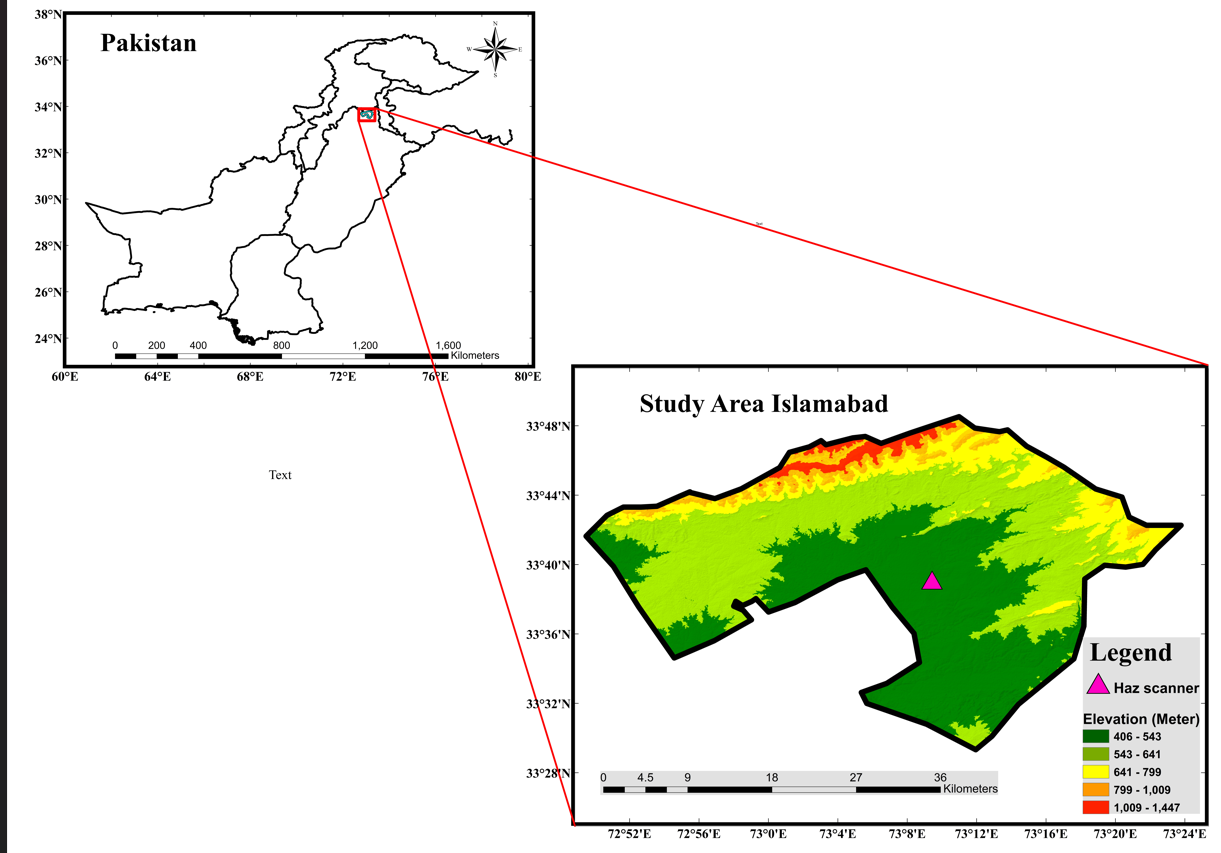 38°N
Pakistan
N
W
E
S
36°N
34°N
32°N
30°N
28°N
26°N
24°N
0 200 400 800 1,200 1,600
Kilometers
60°E 64°E 68°E 72°E 76°E 80°E
Text
Study Area Islamabad
33°48'N
33°44'N
33°40'N
33°36'N
33°32'N
33°28'N
Legend
Haz scanner
Elevation (Meter)
406 - 543
543 - 641
641 - 799
799 - 1,009
1,009 - 1,447
0 4.5 9 18 27 36
Kilometers
72°52'E 72°56'E 73°0'E 73°4'E 73°8'E 73°12'E 73°16'E 73°20'E 73°24'E